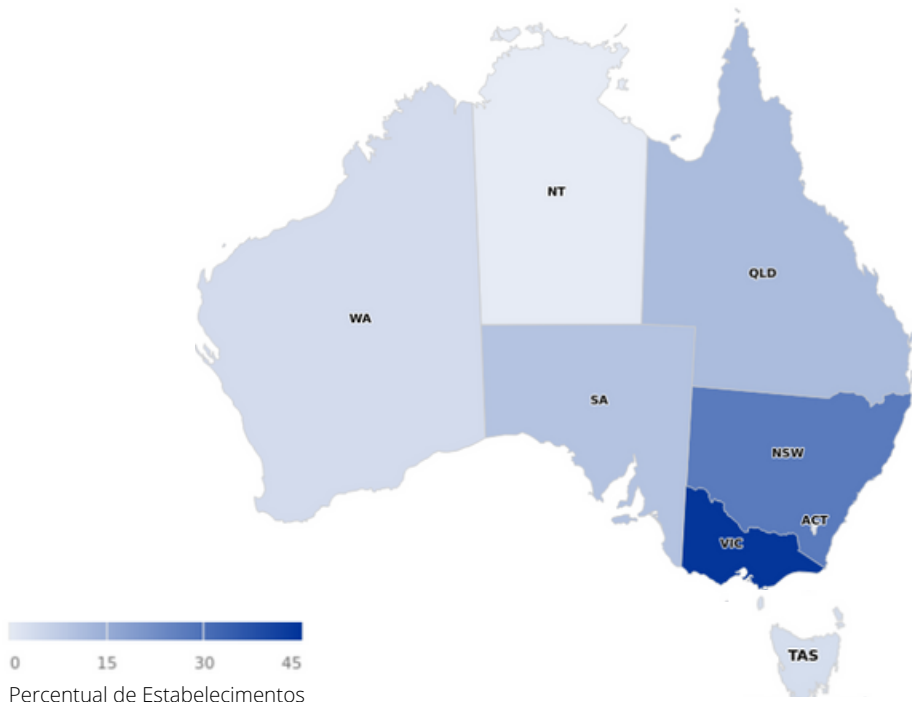 NT
QLD
WA
SA
NSW
ACT
VIC
TAS
0 15 30 45
Percentual de Estabelecimentos